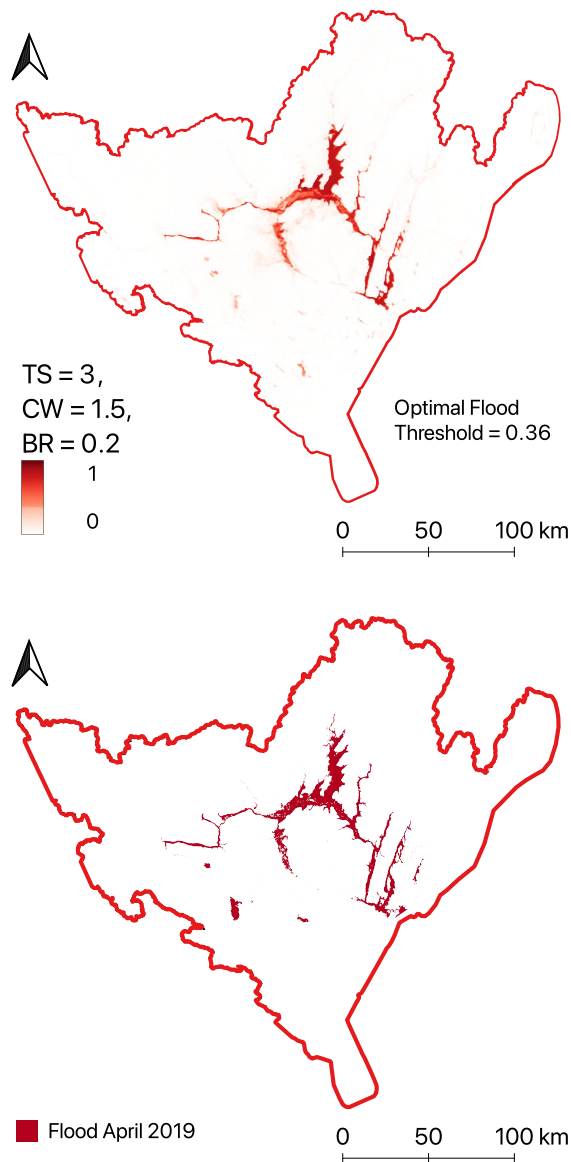 TS = 3,
CW = 1.5,
BR = 0.2
1
0
Optimal Flood
Threshold = 0.36
0 50 100 km
Flood April 2019
0 50 100 km